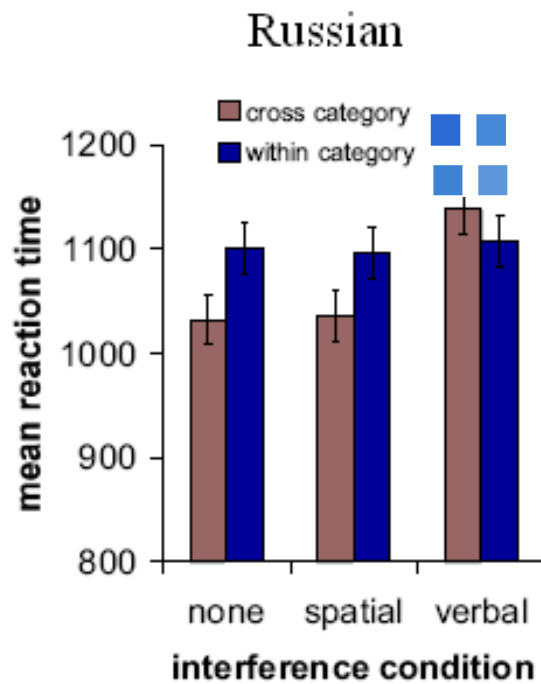 Russian
cross category
within category
1200
1100
1000
900
800
mean reaction time
none spatial verbal
interference condition